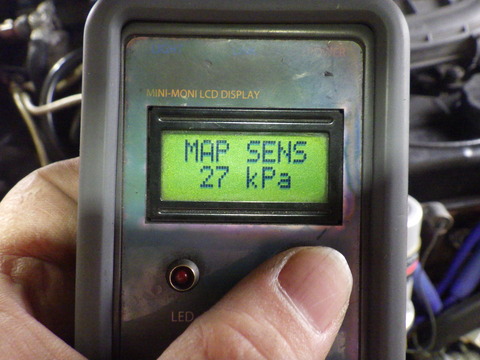 MINI-MONI LCD DISPLAY
MAP SENS
27 kPa
LED